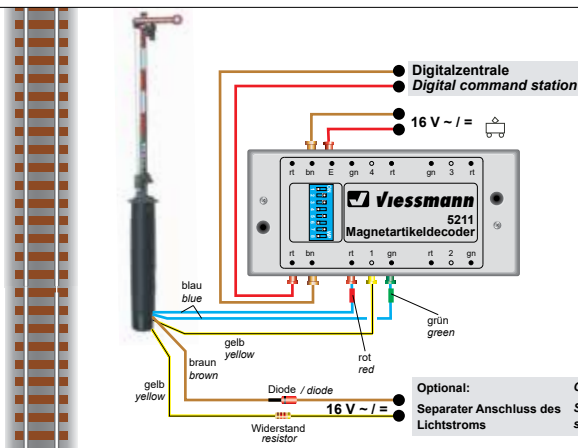 Digitalzentrale
Digital command station
16 V ~ / =
rt bn E gn 4 rt gn 3 rt
viessmann
5211
Magnetartikeldecoder
rt bn rt 1 gn rt 2 gn
blau
blue
grün
green
gelb
yellow
rot
red
braun
brown
gelb
yellow
Diode / diode
16 V ~ / =
Widerstand
resistor
Optional:
Separater Anschluss des
Lichtstroms